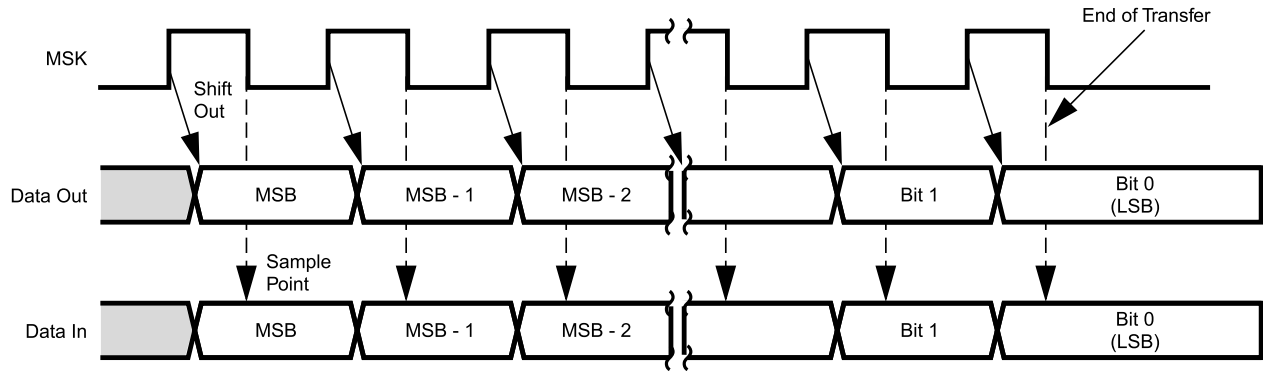 End of Transfer
MSK
Shift
Out
Data Out
MSB
MSB - 1
MSB - 2
Bit 1
Bit 0
(LSB)
Sample
Point
Data In
MSB
MSB - 1
MSB - 2
Bit 1
Bit 0
(LSB)